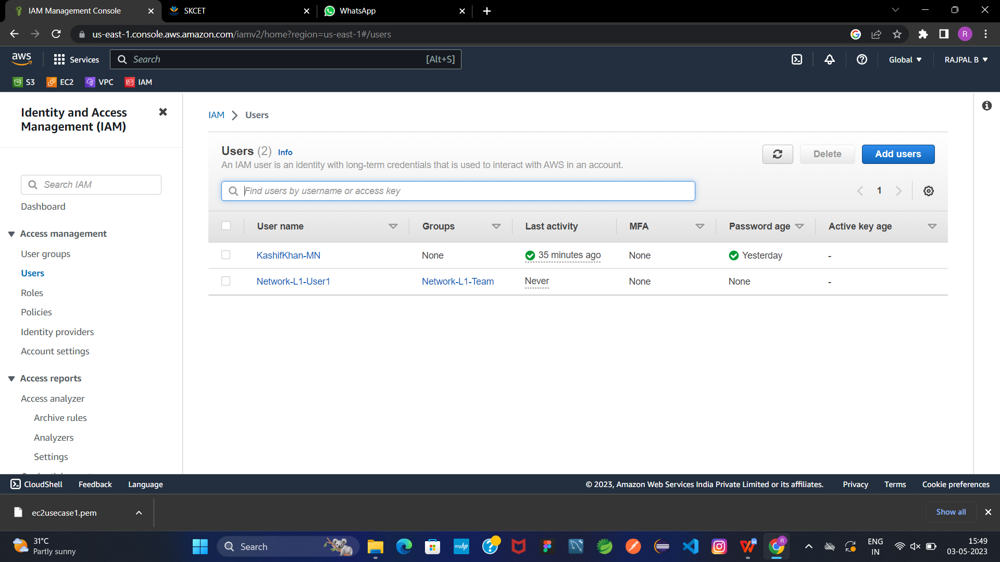 IAM Management Console
SKCET
WhatsApp
us-east-1.console.aws.amazon.com/iamv2/home?region=us-east-1#/users
R
aws
Services
Search
[Alt+S]
Global
RAJPAL B
S3
EC2
VPC
IAM
Identity and Access
Management (IAM)
Search IAM
Dashboard
Access management
User groups
Users
Roles
Policies
Identity providers
Account settings
Access reports
Access analyzer
Archive rules
Analyzers
Settings
IAM
Users
Users (2) Info
An IAM user is an identity with long-term credentials that is used to interact with AWS in an account.
Delete
Add users
Find users by username or access key
1
User name Groups Last activity MFA Password age Active key age
KashifKhan-MN None 35 minutes ago None Yesterday -
Network-L1-User1 Network-L1-Team Never None None -
CloudShell
Feedback
Language
© 2023, Amazon Web Services India Private Limited or its affiliates.
Privacy
Terms
Cookie preferences
ec2usecase1.pem
Show all
31°C
Partly sunny
Search
myhp
R
ENG
IN
15:49
03-05-2023